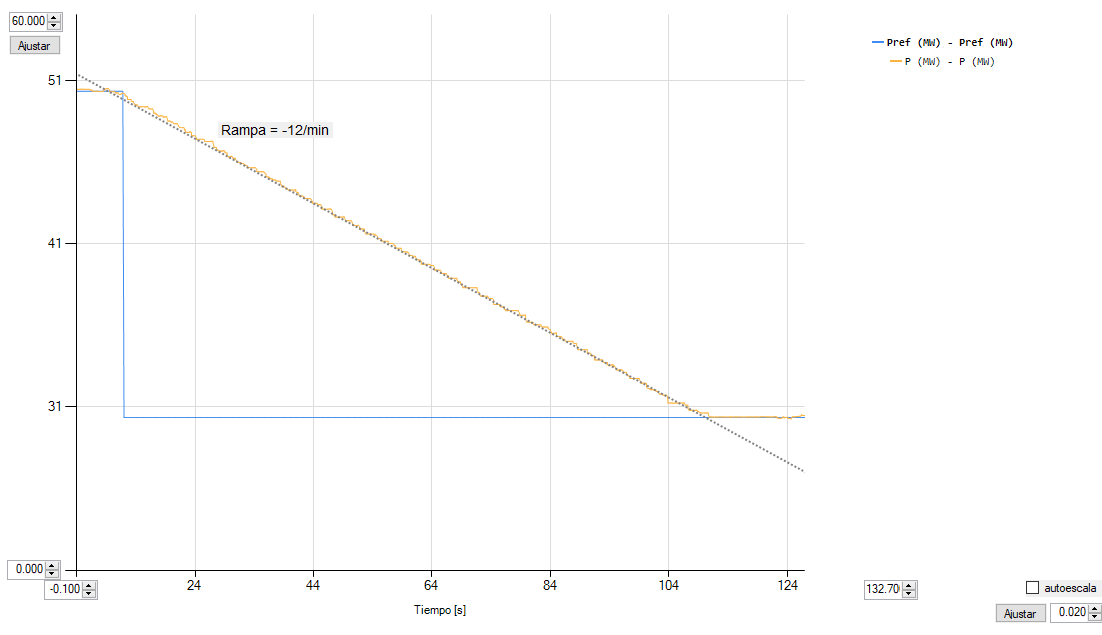 60.000
Ajustar
Pref (MW) - Pref (MW)
P (MW) - P (MW)
51
Rampa = -12/min
41
31
0.000
-0.100
24
44
64
84
104
124
132.70
autoescala
Tiempo [s]
Ajustar
0.020